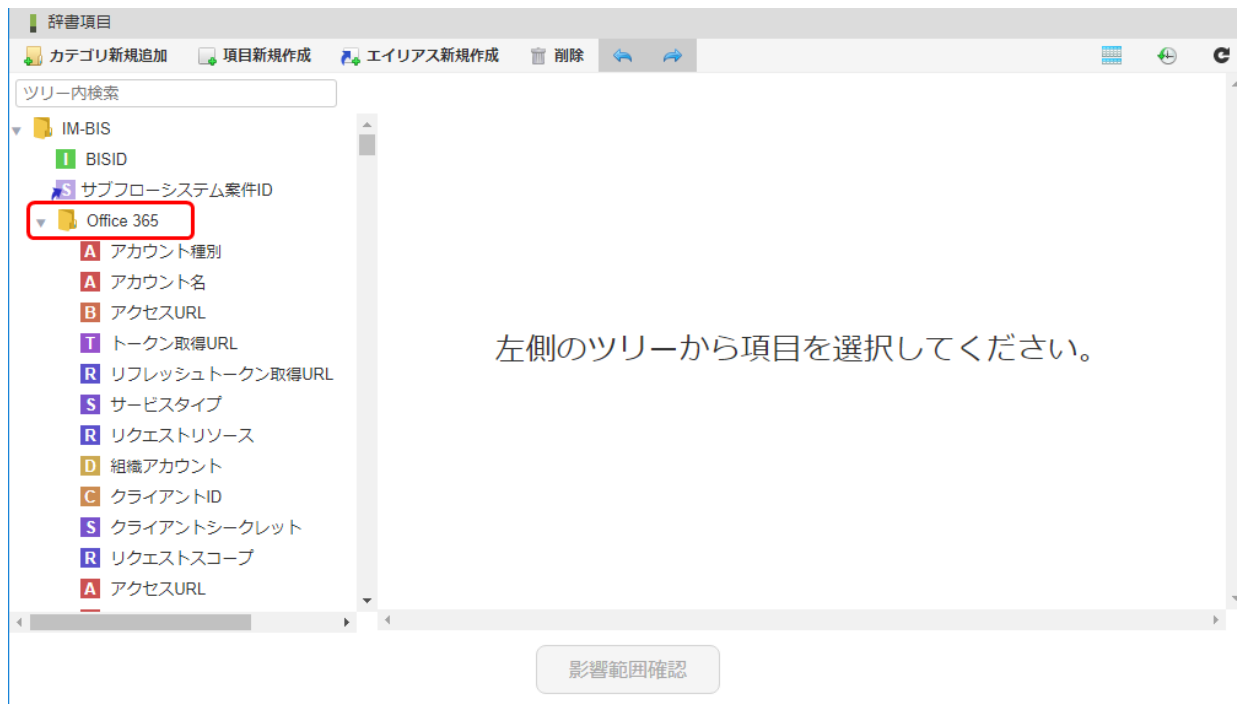 辞書項目
カテゴリ新規追加 項目新規作成 エイリアス新規作成 削除
ツリー内検索
IM-BIS
I BISID
S サブフローシステム案件ID
Office 365
A アカウント種別
A アカウント名
B アクセスURL
T トークン取得URL
R リフレッシュトークン取得URL
S サービスタイプ
R リクエストリソース
D 組織アカウント
C クライアントID
S クライアントシークレット
R リクエストスコープ
A アクセスURL
左側のツリーから項目を選択してください。
影響範囲確認